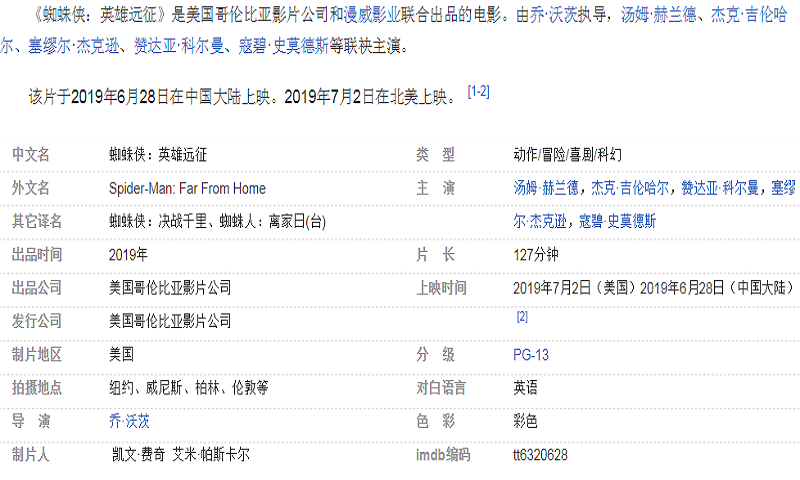 《蜘蛛侠：英雄远征》是美国哥伦比亚影片公司和漫威影业联合出品的电影。由乔·沃茨执导，汤姆·赫兰德、杰克·吉伦哈
尔、塞缪尔·杰克逊、赞达亚·科尔曼、寇碧·史莫德斯等联袂主演。
该片于2019年6月28日在中国大陆上映。2019年7月2日在北美上映。 [1-2]
中文名 蜘蛛侠：英雄远征 类 型 动作/冒险/喜剧/科幻
外文名 Spider-Man: Far From Home 主 演 汤姆·赫兰德，杰克·吉伦哈尔，赞达亚·科尔曼，塞缪
其它译名 蜘蛛侠：决战千里、蜘蛛人：离家日(台) 尔·杰克逊，寇碧·史莫德斯
出品时间 2019年 片 长 127分钟
出品公司 美国哥伦比亚影片公司 上映时间 2019年7月2日（美国）2019年6月28日（中国大陆）
发行公司 美国哥伦比亚影片公司 [2]
制片地区 美国 分 级 PG-13
拍摄地点 纽约、威尼斯、柏林、伦敦等 对白语言 英语
导 演 乔·沃茨 色 彩 彩色
制片人 凯文·费奇 艾米·帕斯卡尔 imdb编码 tt6320628